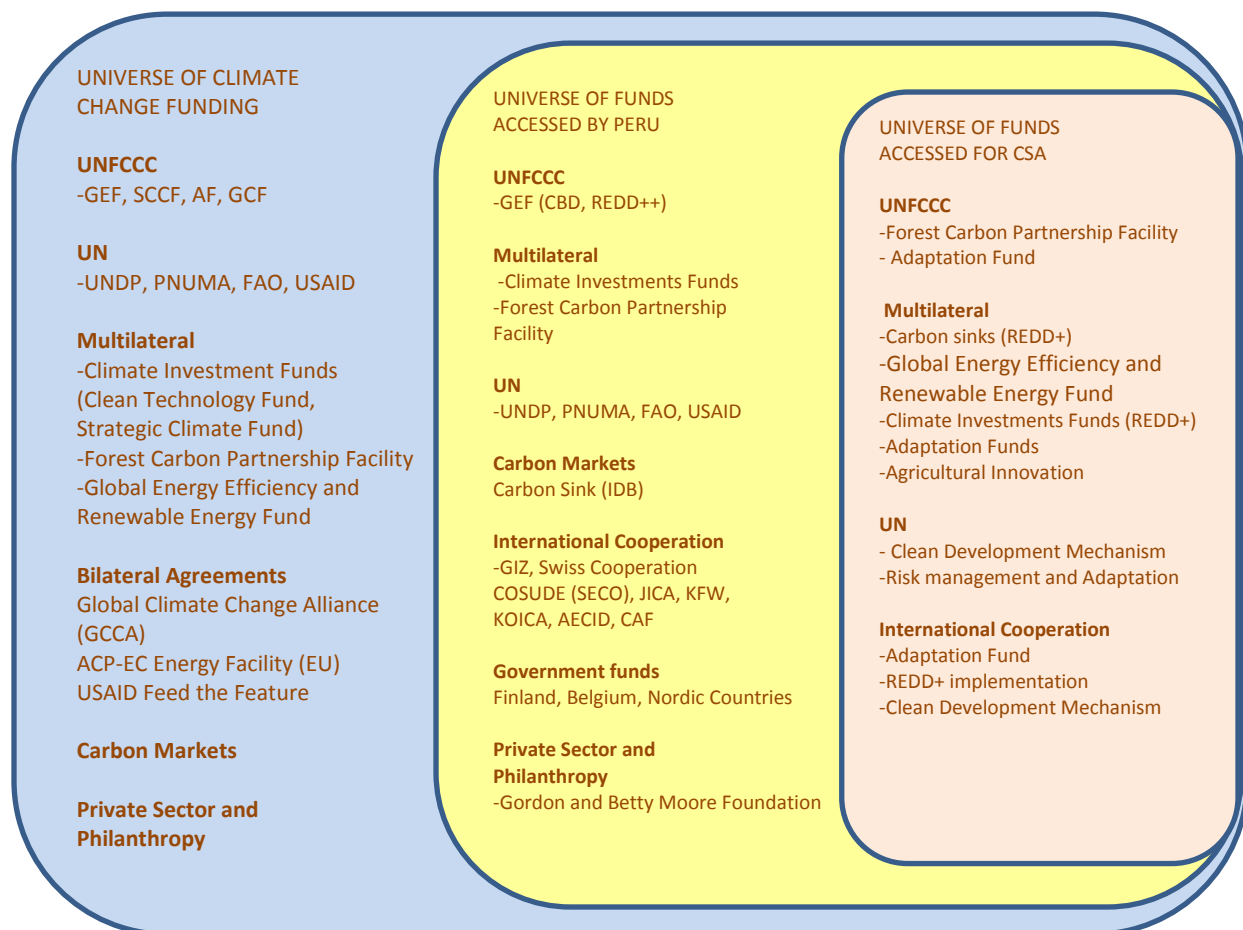 UNIVERSE OF CLIMATE
CHANGE FUNDING
UNFCCC
-GEF, SCCF, AF, GCF
UN
-UNDP, PNUMA, FAO, USAID
Multilateral
-Climate Investment Funds
(Clean Technology Fund,
Strategic Climate Fund)
-Forest Carbon Partnership Facility
-Global Energy Efficiency and
Renewable Energy Fund
Bilateral Agreements
Global Climate Change Alliance
(GCCA)
ACP-EC Energy Facility (EU)
USAID Feed the Feature
Carbon Markets
Private Sector and
Philanthropy
UNIVERSE OF FUNDS
ACCESSED BY PERU
UNFCCC
-GEF (CBD, REDD++)
Multilateral
-Climate Investments Funds
-Forest Carbon Partnership
Facility
UN
-UNDP, PNUMA, FAO, USAID
Carbon Markets
Carbon Sink (IDB)
International Cooperation
-GIZ, Swiss Cooperation
COSUDE (SECO), JICA, KFW,
KOICA, AECID, CAF
Government funds
Finland, Belgium, Nordic Countries
Private Sector and
Philanthropy
-Gordon and Betty Moore Foundation
UNIVERSE OF FUNDS
ACCESSED FOR CSA
UNFCCC
-Forest Carbon Partnership Facility
- Adaptation Fund
Multilateral
-Carbon sinks (REDD+)
-Global Energy Efficiency and
Renewable Energy Fund
-Climate Investments Funds (REDD+)
-Adaptation Funds
-Agricultural Innovation
UN
- Clean Development Mechanism
-Risk management and Adaptation
International Cooperation
-Adaptation Fund
-REDD+ implementation
-Clean Development Mechanism